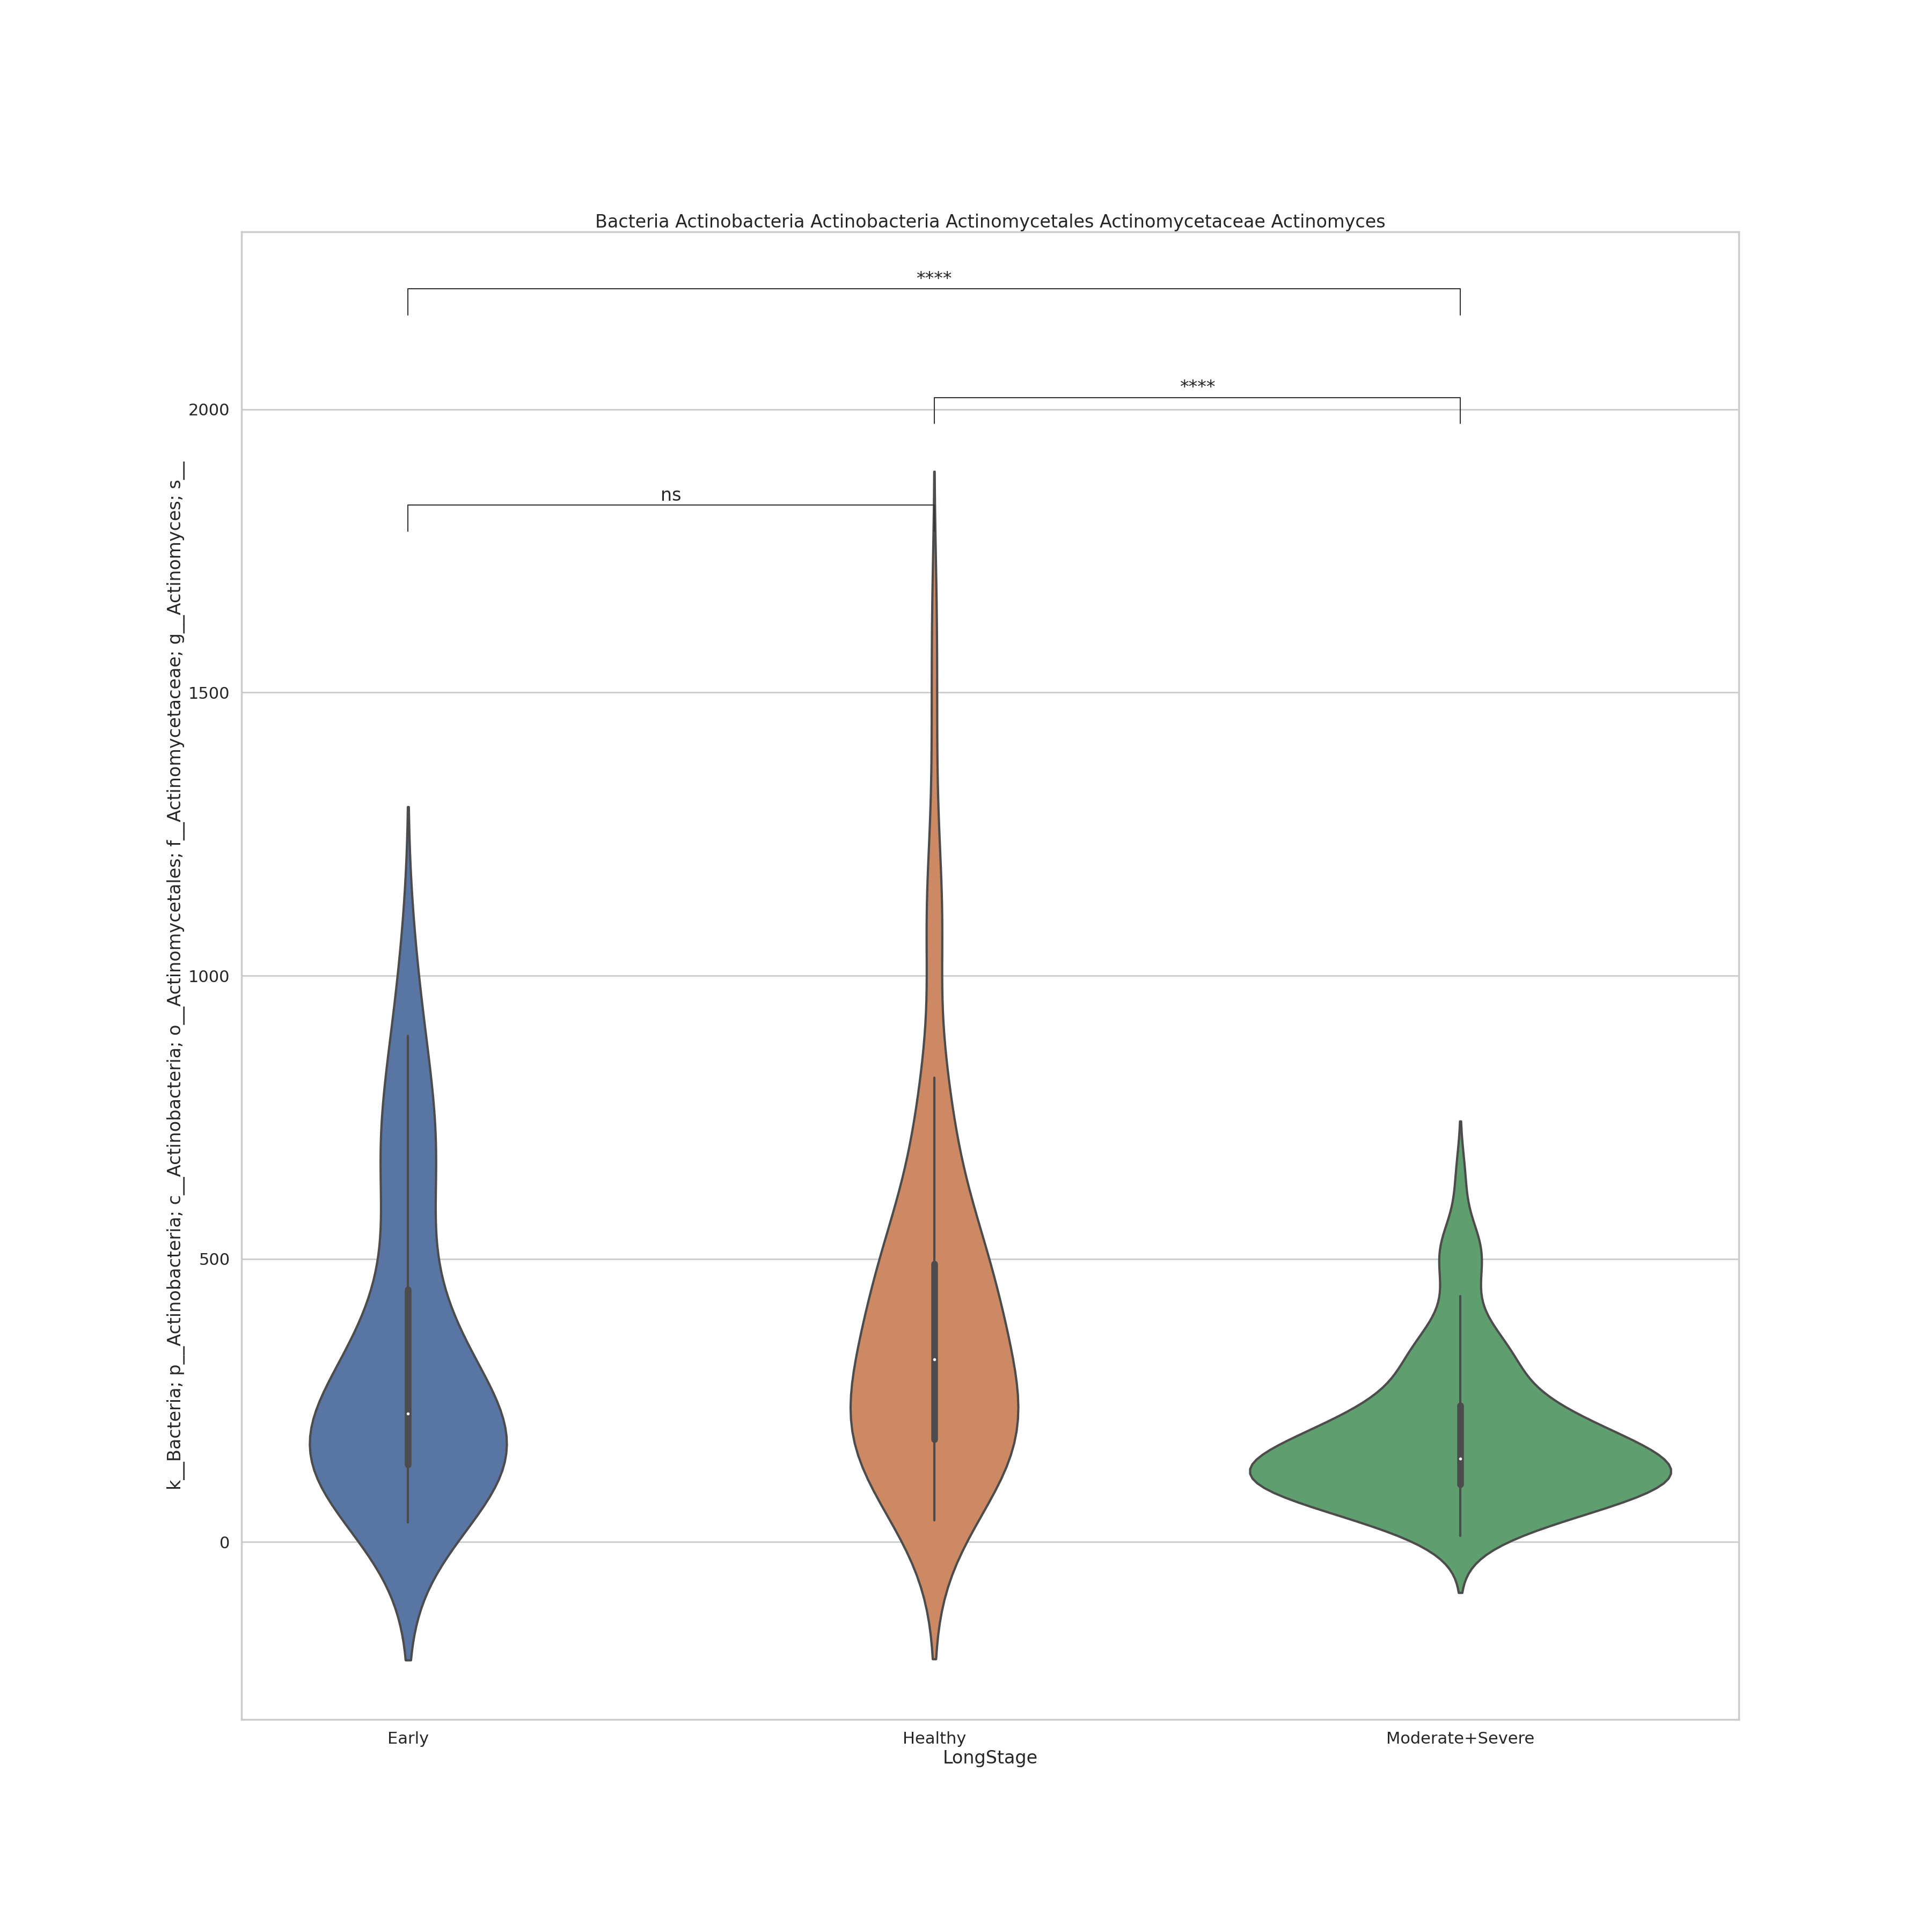 Bacteria Actinobacteria Actinobacteria Actinomycetales Actinomycetaceae Actinomyces
****
****
ns
2000
1500
1000
500
0
k__Bacteria; p__Actinobacteria; c__Actinobacteria; o__Actinomycetales; f__Actinomycetaceae; g__Actinomyces; s__
Early Healthy Moderate+Severe
LongStage